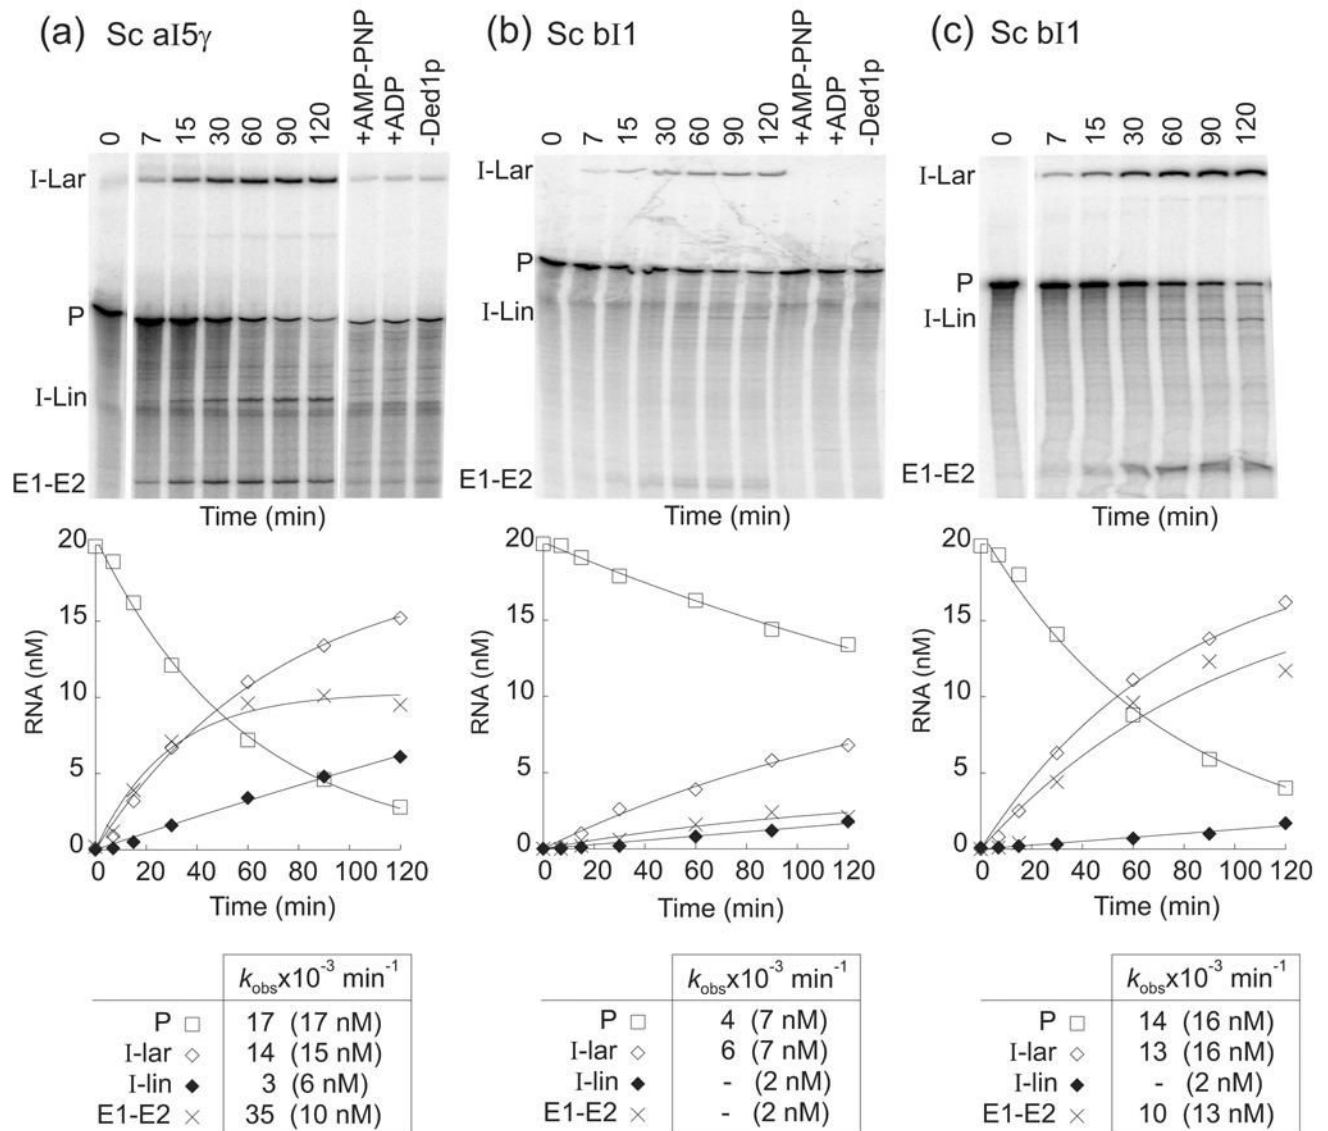 (a) Sc aI5γ
0 7 15 30 60 90 120 +AMP-PNP +ADP -Ded1p
I-Lar
P
I-Lin
E1-E2
Time (min)
20
15
10
5
0
RNA (nM)
0 20 40 60 80 100 120
Time (min)
kobsx10-3 min-1
P 17 (17 nM)
I-lar 14 (15 nM)
I-lin 3 (6 nM)
E1-E2 35 (10 nM)
(b) Sc bI1
0 7 15 30 60 90 120 +AMP-PNP +ADP -Ded1p
I-Lar
P
I-Lin
E1-E2
Time (min)
20
15
10
5
0
RNA (nM)
0 20 40 60 80 100 120
Time (min)
kobsx10-3 min-1
P 4 (7 nM)
I-lar 6 (7 nM)
I-lin - (2 nM)
E1-E2 - (2 nM)
(c) Sc bI1
0 7 15 30 60 90 120
I-Lar
P
I-Lin
E1-E2
Time (min)
20
15
10
5
0
RNA (nM)
0 20 40 60 80 100 120
Time (min)
kobsx10-3 min-1
P 14 (16 nM)
I-lar 13 (16 nM)
I-lin - (2 nM)
E1-E2 10 (13 nM)